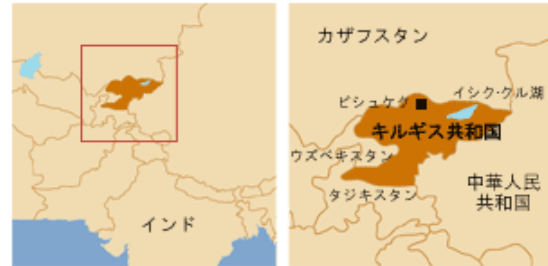 インド
カザフスタン
ビシュケク
イシク·クル湖
キルギス共和国
ウズベキスタン
タジキスタン
中華人民
共和国